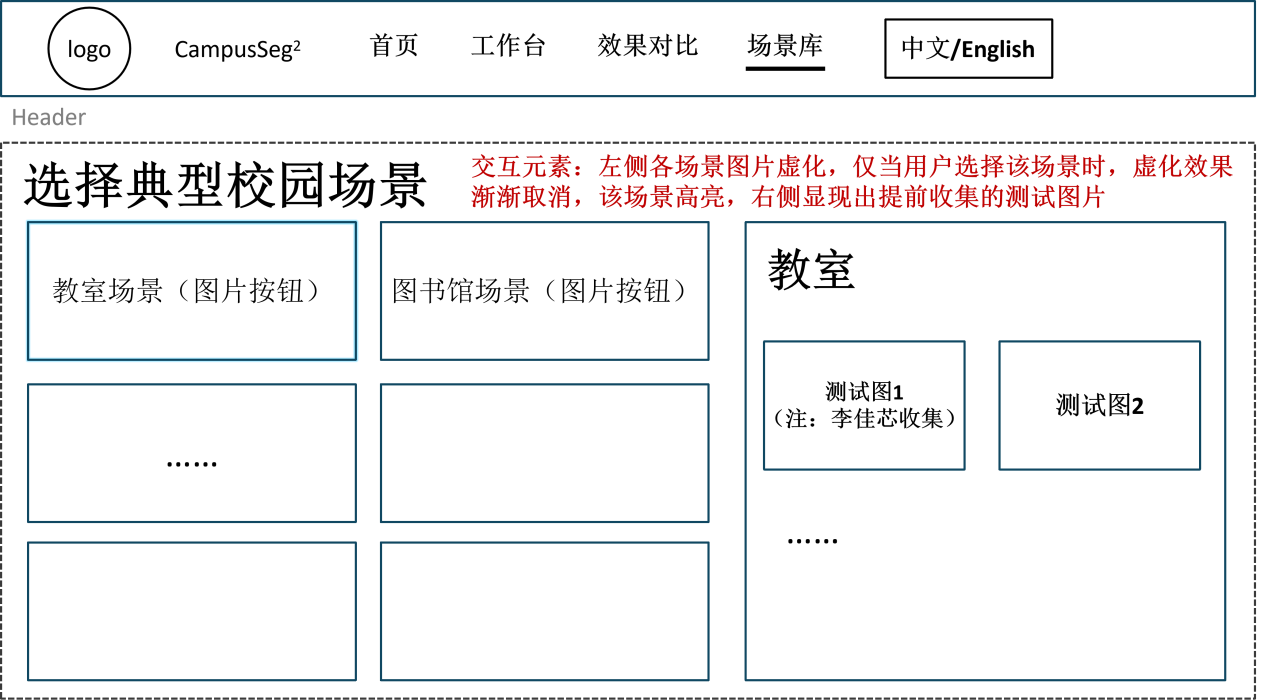 logo
CampusSeg²
首页
工作台
效果对比
场景库
中文/English
Header
选择典型校园场景
交互元素：左侧各场景图片虚化，仅当用户选择该场景时，虚化效果
渐渐取消，该场景高亮，右侧显现出提前收集的测试图片
教室场景（图片按钮）
图书馆场景（图片按钮）
……
教室
测试图1
（注：李佳芯收集）
测试图2
……